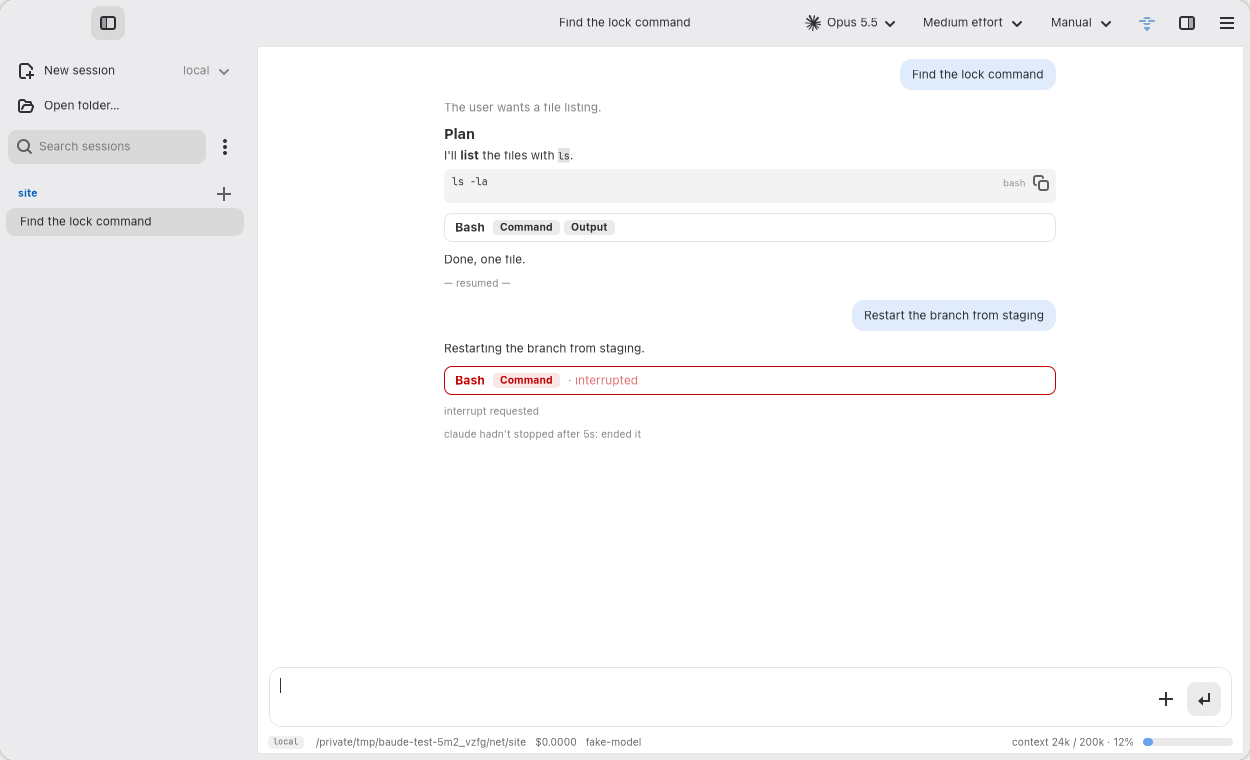 Find the lock command
Opus 5.5
Medium effort
Manual
New session
local
Open folder...
Search sessions
site
Find the lock command
Find the lock command
The user wants a file listing.
Plan
I'll list the files with ls.
ls -la
bash
Bash Command Output
Done, one file.
— resumed —
Restart the branch from staging
Restarting the branch from staging.
Bash Command · interrupted
interrupt requested
claude hadn't stopped after 5s: ended it
local /private/tmp/baude-test-5m2_vzfg/net/site $0.0000 fake-model
context 24k / 200k · 12%